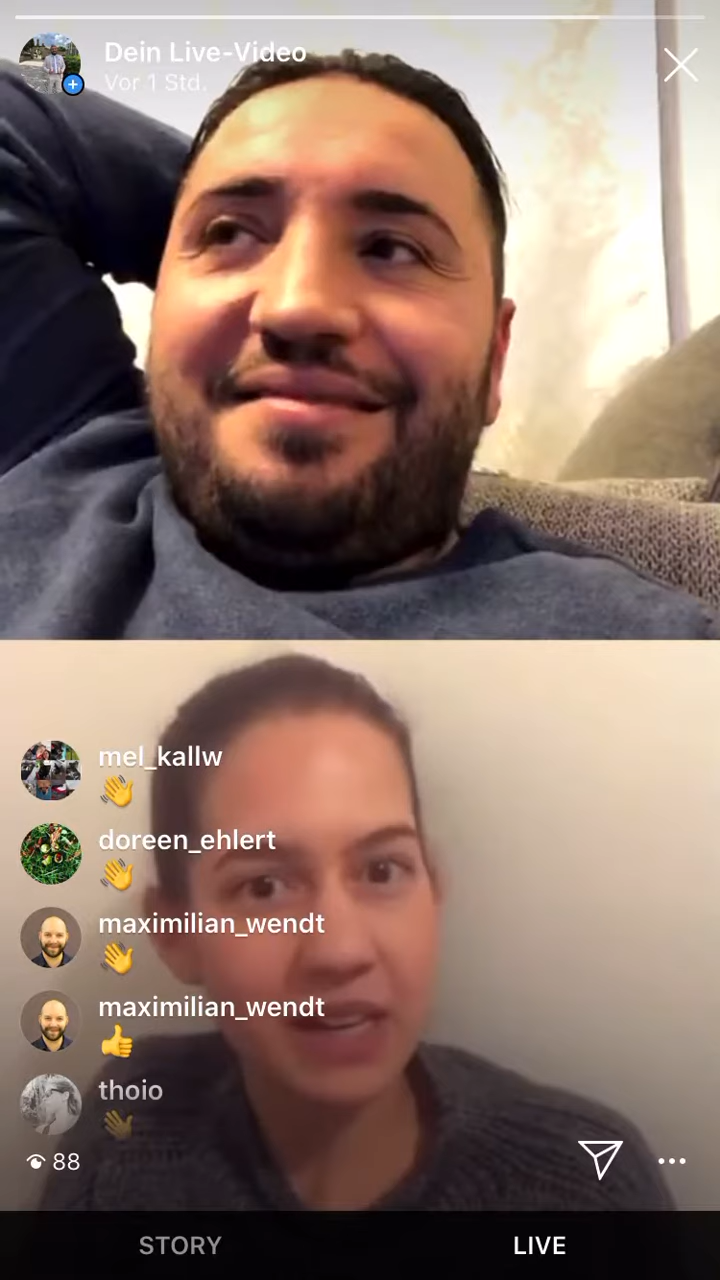 Dein Live-Video
Vor 1 Std.
mel_kallw
👋
doreen_ehlert
👋
maximilian_wendt
👋
maximilian_wendt
👍
thoio
👋
88
STORY
LIVE